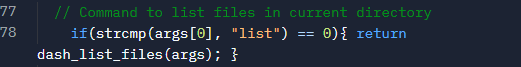 77 // Command to list files in current directory
78 if(strcmp(args[0], "list") == 0){ return
dash_list_files(args); }